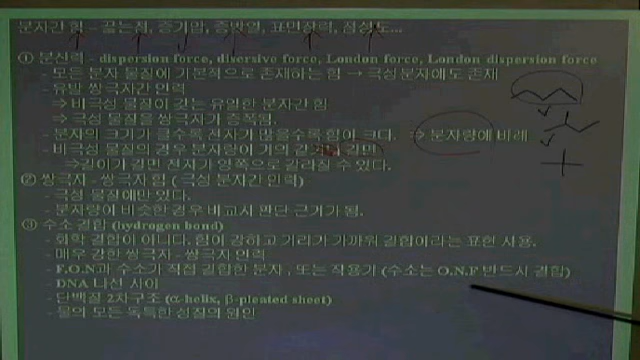 분자간 힘 - 끓는점, 증기압, 증발열, 표면장력, 점성도...
① 분산력 - dispersion force, disersive force, London force, London dispersion force
- 모든 분자 물질에 기본적으로 존재하는 힘 → 극성분자에도 존재
- 유발 쌍극자간 인력
⇒ 비극성 물질이 갖는 유일한 분자간 힘
⇒ 극성 물질을 쌍극자가 증폭됨.
- 분자의 크기가 클수록 전자가 많을수록 힘이 크다. ⇒ 분자량에 비례
- 비극성 물질의 경우 분자량이 거의 같 길면
⇒길이가 길면 전자가 양쪽으로 갈라질 수 있다.
② 쌍극자 - 쌍극자 힘 ( 극성 분자간 인력)
- 극성 물질에만 있다.
- 분자량이 비슷한 경우 비교시 판단 근거가 됨.
③ 수소결합 (hydrogen bond)
- 화학 결합이 아니다. 힘이 강하고 거리가 가까워 결합이라는 표현 사용.
- 매우 강한 쌍극자 - 쌍극자 인력
- F.O.N과 수소가 직접 결합한 분자 , 또는 작용기 (수소는 O.N.F 반드시 결합)
- DNA 나선 사이
- 단백질 2차구조 (α-helix, β-pleated sheet)
- 물의 모든 독특한 성질의 원인